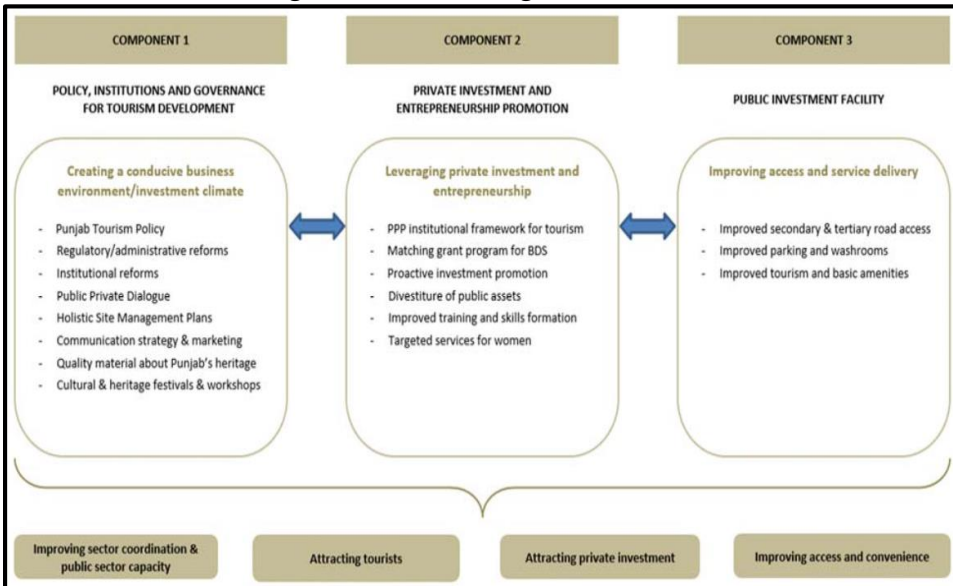 COMPONENT 1
COMPONENT 2
COMPONENT 3
POLICY, INSTITUTIONS AND GOVERNANCE
FOR TOURISM DEVELOPMENT
PRIVATE INVESTMENT AND
ENTREPRENEURSHIP PROMOTION
PUBLIC INVESTMENT FACILITY
Creating a conducive business
environment/investment climate
- Punjab Tourism Policy
- Regulatory/administrative reforms
- Institutional reforms
- Public Private Dialogue
- Holistic Site Management Plans
- Communication strategy & marketing
- Quality material about Punjab's heritage
- Cultural & heritage festivals & workshops
Leveraging private investment and
entrepreneurship
- PPP institutional framework for tourism
- Matching grant program for BDS
- Proactive investment promotion
- Divestiture of public assets
- Improved training and skills formation
- Targeted services for women
Improving access and service delivery
- Improved secondary & tertiary road access
- Improved parking and washrooms
- Improved tourism and basic amenities
Improving sector coordination &
public sector capacity
Attracting tourists
Attracting private investment
Improving access and convenience